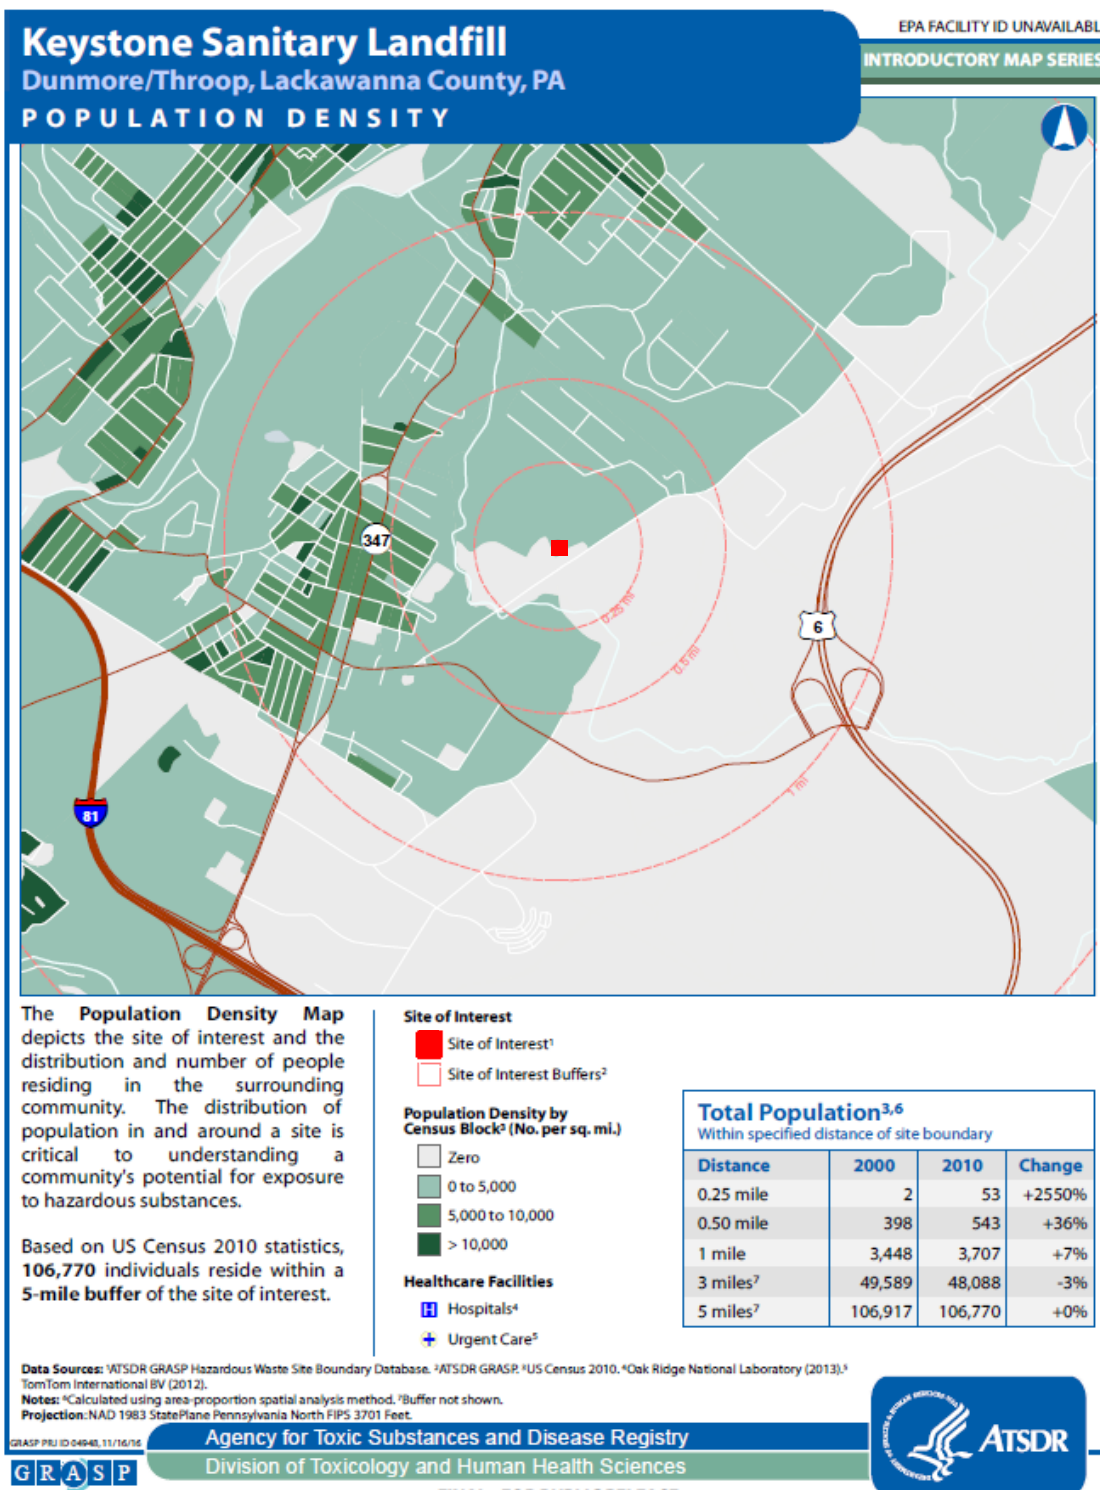 EPA FACILITY ID UNAVAILABL
Keystone Sanitary Landfill
Dunmore/Throop, Lackawanna County, PA
POPULATION DENSITY
INTRODUCTORY MAP SERIES
347
0.25 mi
0.5 mi
6
1 mi
81
The Population Density Map
depicts the site of interest and the
distribution and number of people
residing in the surrounding
community. The distribution of
population in and around a site is
critical to understanding a
community's potential for exposure
to hazardous substances.
Based on US Census 2010 statistics,
106,770 individuals reside within a
5-mile buffer of the site of interest.
Site of Interest
Site of Interest¹
Site of Interest Buffers²
Population Density by
Census Block³ (No. per sq. mi.)
Zero
0 to 5,000
5,000 to 10,000
> 10,000
Healthcare Facilities
H Hospitals⁴
Urgent Care⁵
Total Population³,⁶
Within specified distance of site boundary
Distance 2000 2010 Change
0.25 mile 2 53 +2550%
0.50 mile 398 543 +36%
1 mile 3,448 3,707 +7%
3 miles⁷ 49,589 48,088 -3%
5 miles⁷ 106,917 106,770 +0%
Data Sources: ¹ATSDR GRASP Hazardous Waste Site Boundary Database. ²ATSDR GRASP. ³US Census 2010. ⁴Oak Ridge National Laboratory (2013).⁵
TomTom International BV (2012).
Notes: ⁶Calculated using area-proportion spatial analysis method. ⁷Buffer not shown.
Projection: NAD 1983 StatePlane Pennsylvania North FIPS 3701 Feet.
GRASP PRJ ID 04948, 11/16/16
Agency for Toxic Substances and Disease Registry
Division of Toxicology and Human Health Sciences
GRASP
ATSDR